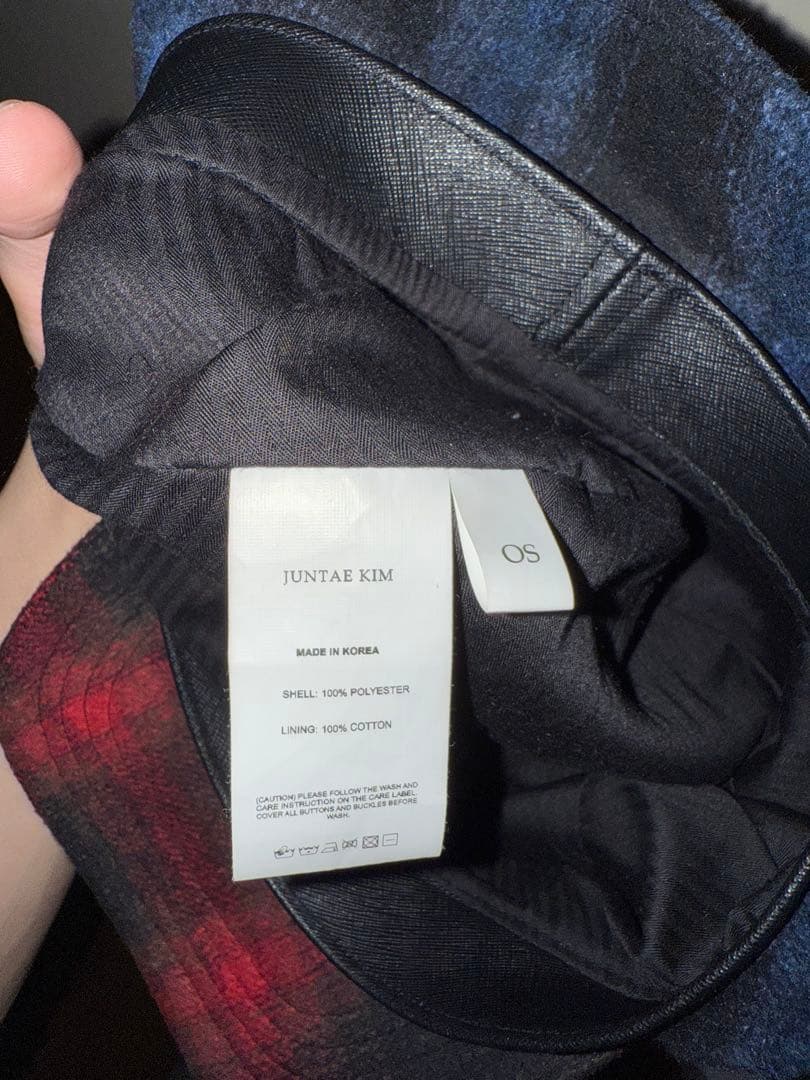 JUNTAE KIM
OS
MADE IN KOREA
SHELL: 100% POLYESTER
LINING: 100% COTTON
(CAUTION) PLEASE FOLLOW THE WASH AND
CARE INSTRUCTION ON THE CARE LABEL.
COVER ALL BUTTONS AND BUCKLES BEFORE
WASH.